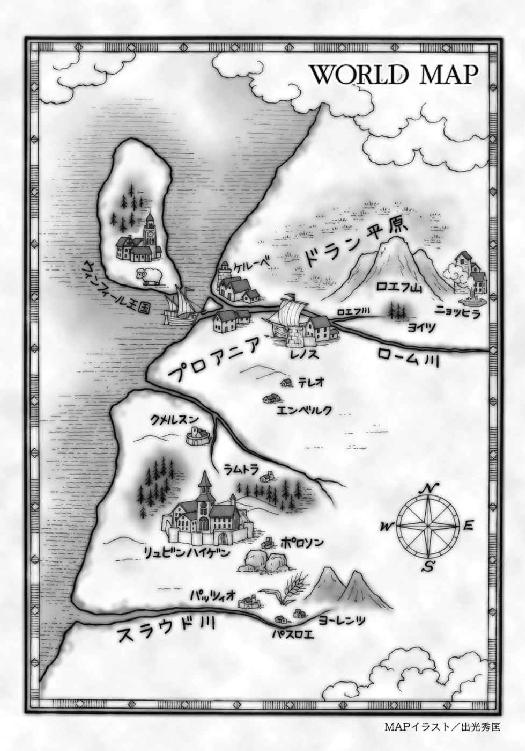 WORLD MAP
ドラン平原
ケルーベ
ロエフ山
ニョッヒラ
ウィンフィール王国
ロエフ川
ヨイツ
プロアニア
レノス
ローム川
テレオ
エンベルク
クメルスン
ラムトラ
N
W
E
S
リュビンハイゲン
ポロソン
パッツィオ
ヨーレンツ
パスロエ
スラウド川
MAPイラスト／出光秀匡